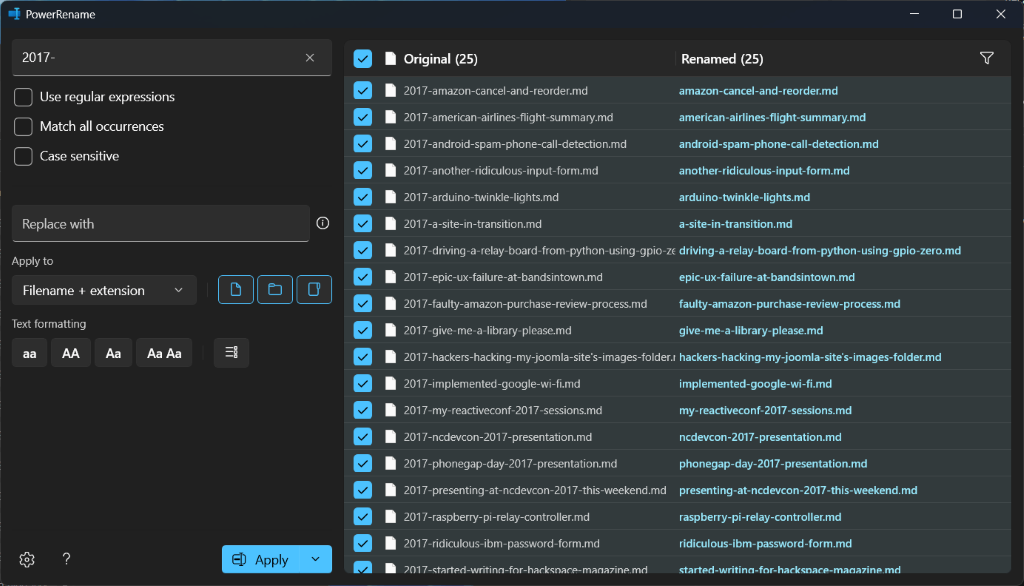 PowerRename
2017-
Use regular expressions
Match all occurrences
Case sensitive
Replace with
Apply to
Filename + extension
Text formatting
aa AA Aa Aa Aa
?
Apply
Original (25) Renamed (25)
2017-amazon-cancel-and-reorder.md amazon-cancel-and-reorder.md
2017-american-airlines-flight-summary.md american-airlines-flight-summary.md
2017-android-spam-phone-call-detection.md android-spam-phone-call-detection.md
2017-another-ridiculous-input-form.md another-ridiculous-input-form.md
2017-arduino-twinkle-lights.md arduino-twinkle-lights.md
2017-a-site-in-transition.md a-site-in-transition.md
2017-driving-a-relay-board-from-python-using-gpio-ze driving-a-relay-board-from-python-using-gpio-zero.md
2017-epic-ux-failure-at-bandsintown.md epic-ux-failure-at-bandsintown.md
2017-faulty-amazon-purchase-review-process.md faulty-amazon-purchase-review-process.md
2017-give-me-a-library-please.md give-me-a-library-please.md
2017-hackers-hacking-my-joomla-site's-images-folder.r hackers-hacking-my-joomla-site's-images-folder.md
2017-implemented-google-wi-fi.md implemented-google-wi-fi.md
2017-my-reactiveconf-2017-sessions.md my-reactiveconf-2017-sessions.md
2017-ncdevcon-2017-presentation.md ncdevcon-2017-presentation.md
2017-phonegap-day-2017-presentation.md phonegap-day-2017-presentation.md
2017-presenting-at-ncdevcon-2017-this-weekend.md presenting-at-ncdevcon-2017-this-weekend.md
2017-raspberry-pi-relay-controller.md raspberry-pi-relay-controller.md
2017-ridiculous-ibm-password-form.md ridiculous-ibm-password-form.md
2017-started-writing-for-hackspace-magazine.md started-writing-for-hackspace-magazine.md